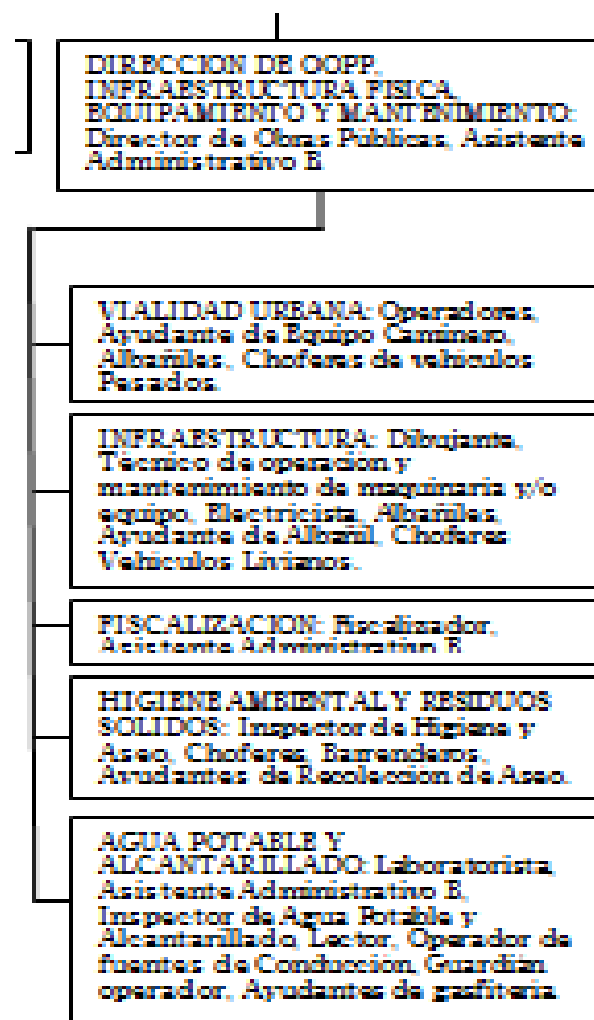 DIRECCION DE OOPP,
INFRAESTRUCTURA FISICA,
EQUIPAMIENTO Y MANTENIMIENTO:
Director de Obras Públicas, Asistente
Administrativo B
VIALIDAD URBANA: Operadores,
Ayudante de Equipo Caminero,
Albañiles, Choferes de vehículos
Pesados.
INFRAESTRUCTURA: Dibujante,
Técnico de operación y
mantenimiento de maquinaria y/o
equipo, Electricista, Albañiles,
Ayudante de Albañil, Choferes
Vehículos Livianos.
FISCALIZACION: Fiscalizador,
Asistente Administrativo B
HIGIENE AMBIENTAL Y RESIDUOS
SOLIDOS: Inspector de Higiene y
Aseo, Choferes, Barrenderos,
Ayudantes de Recolección de Aseo.
AGUA POTABLE Y
ALCANTARILLADO: Laboratorista,
Asistente Administrativo B,
Inspector de Agua Potable y
Alcantarillado, Lector, Operador de
fuentes de Conducción, Guardián
operador, Ayudantes de gasfitería